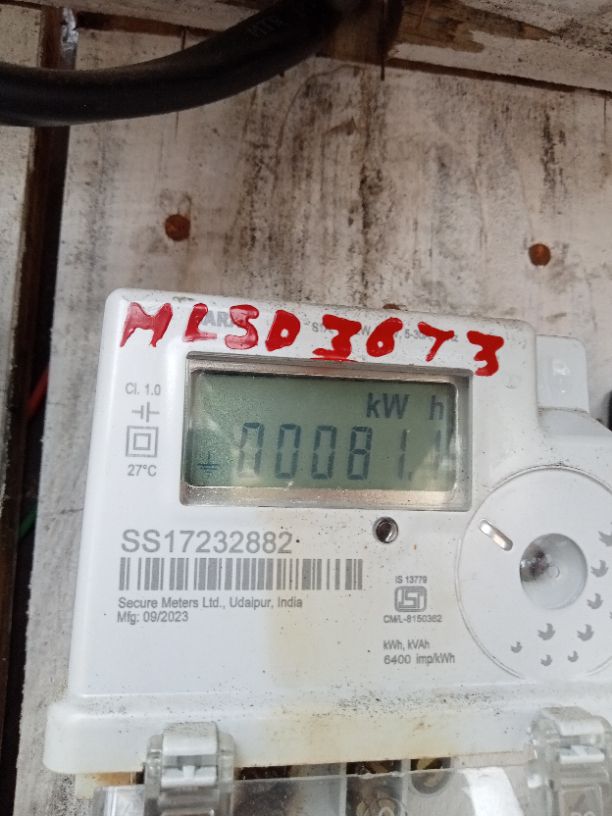 MLSD3673
kW h
00081.1
Cl. 1.0
27°C
SS17232882
Secure Meters Ltd., Udaipur, India
Mfg: 09/2023
IS 13779
CM/L-8150362
kWh, kVAh
6400 imp/kWh